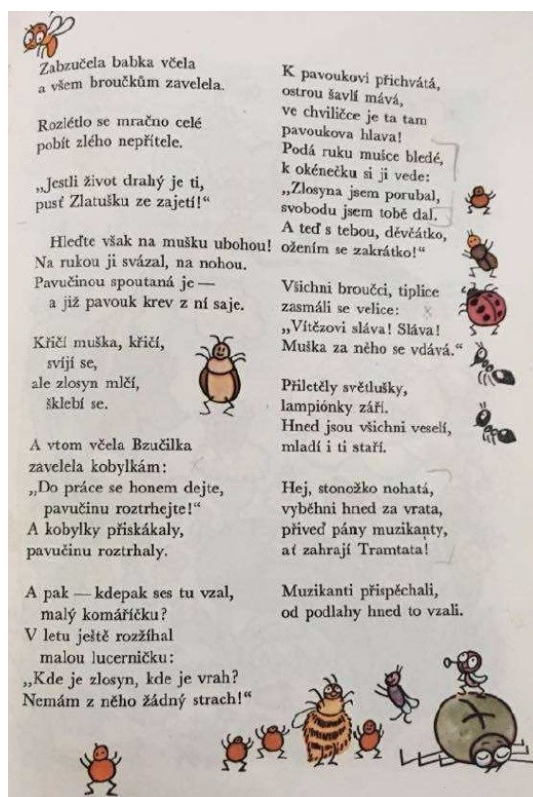 Zabzučela babka včela
a všem broučkům zavelela.
Rozlétlo se mračno celé
pobít zlého nepřítele.
„Jestli život drahý je ti,
pusť Zlatušku ze zajetí!“
Hleďte však na mušku ubohou!
Na rukou ji svázal, na nohou.
Pavučinou spoutaná je —
a již pavouk krev z ní saje.
Křičí muška, křičí,
svíjí se,
ale zlosyn mlčí,
šklebí se.
A vtom včela Bzučilka
zavelela kobylkám:
„Do práce se honem dejte,
pavučinu roztrhejte!“
A kobylky přiskákaly,
pavučinu roztrhaly.
A pak — kdepak ses tu vzal,
malý komáříčku?
V letu ještě rozžíhal
malou lucerničku:
„Kde je zlosyn, kde je vrah?
Nemám z něho žádný strach!“
K pavoukovi přichvátá,
ostrou šavlí mává,
ve chviličce je ta tam
pavoukova hlava!
Podá ruku mušce bledé,
k okénečku si ji vede:
„Zlosyna jsem porubal,
svobodu jsem tobě dal.
A teď s tebou, děvčátko,
ožením se zakrátko!“
Všichni broučci, tiplice
zasmáli se velice:
„Vítězovi sláva! Sláva!
Muška za něho se vdává.“
Přiletěly světlušky,
lampiónky září.
Hned jsou všichni veselí,
mladí i ti staří.
Hej, stonožko nohatá,
vyběhni hned za vrata,
přiveď pány muzikanty,
ať zahrají Tramtata!
Muzikanti přispěchali,
od podlahy hned to vzali.